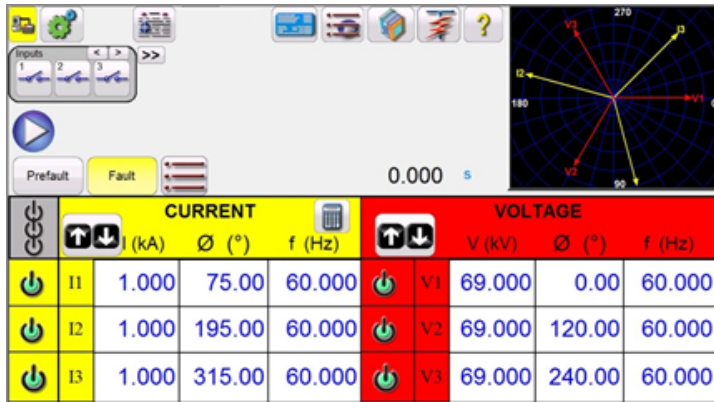 270
V3
I3
Inputs
< >
>>
1 2 3
I2
180
V1
0
Prefault
Fault
0.000 s
V2
90
CURRENT
VOLTAGE
I (kA) Ø (°) f (Hz)
V (kV) Ø (°) f (Hz)
I1 1.000 75.00 60.000 V1 69.000 0.00 60.000
I2 1.000 195.00 60.000 V2 69.000 120.00 60.000
I3 1.000 315.00 60.000 V3 69.000 240.00 60.000